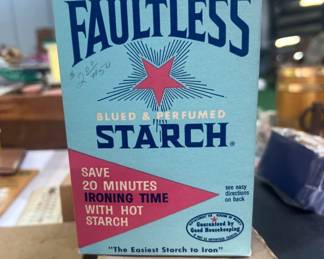 FAULTLESS
BLUED & PERFUMED
STARCH®
SAVE
20 MINUTES
IRONING TIME
WITH HOT
STARCH
see easy
directions
on back
Guaranteed by
Good Housekeeping
"The Easiest Starch to Iron"